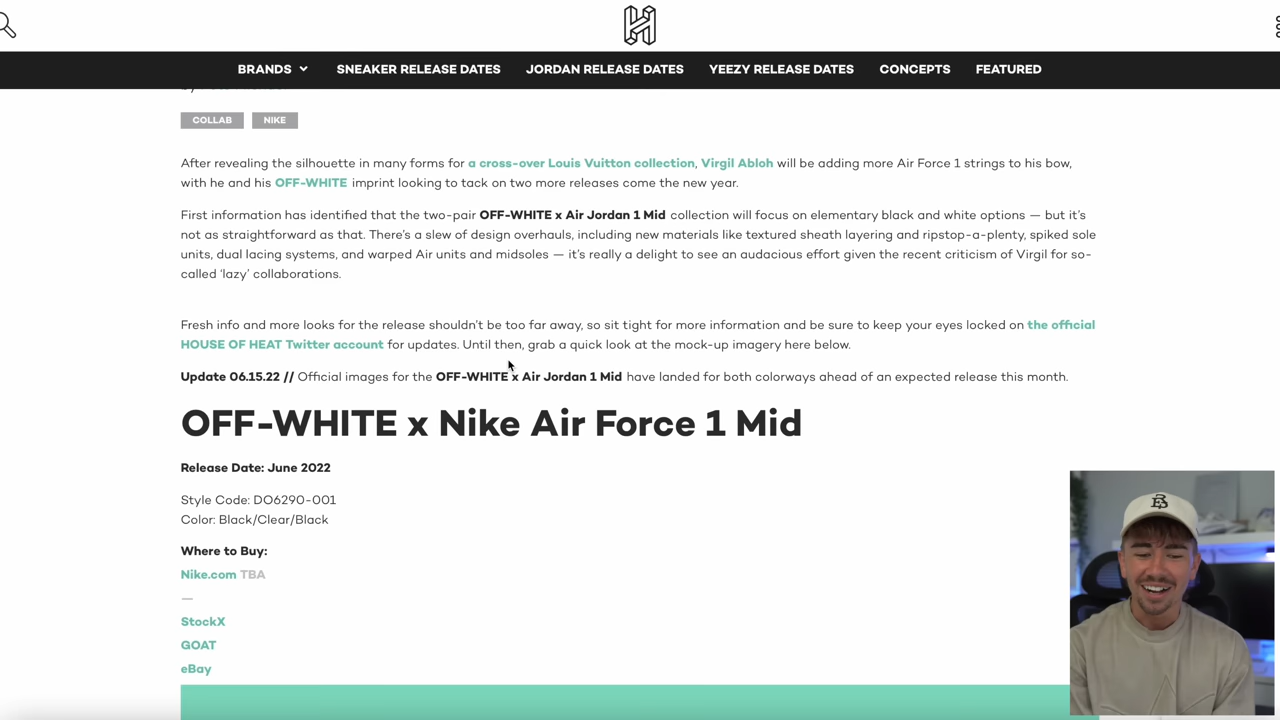 BRANDS SNEAKER RELEASE DATES JORDAN RELEASE DATES YEEZY RELEASE DATES CONCEPTS FEATURED
by
COLLAB NIKE
After revealing the silhouette in many forms for a cross-over Louis Vuitton collection, Virgil Abloh will be adding more Air Force 1 strings to his bow,
with he and his OFF-WHITE imprint looking to tack on two more releases come the new year.
First information has identified that the two-pair OFF-WHITE x Air Jordan 1 Mid collection will focus on elementary black and white options — but it's
not as straightforward as that. There's a slew of design overhauls, including new materials like textured sheath layering and ripstop-a-plenty, spiked sole
units, dual lacing systems, and warped Air units and midsoles — it's really a delight to see an audacious effort given the recent criticism of Virgil for so-
called 'lazy' collaborations.
Fresh info and more looks for the release shouldn't be too far away, so sit tight for more information and be sure to keep your eyes locked on the official
HOUSE OF HEAT Twitter account for updates. Until then, grab a quick look at the mock-up imagery here below.
Update 06.15.22 // Official images for the OFF-WHITE x Air Jordan 1 Mid have landed for both colorways ahead of an expected release this month.
OFF-WHITE x Nike Air Force 1 Mid
Release Date: June 2022
Style Code: DO6290-001
Color: Black/Clear/Black
Where to Buy:
Nike.com TBA
—
StockX
GOAT
eBay